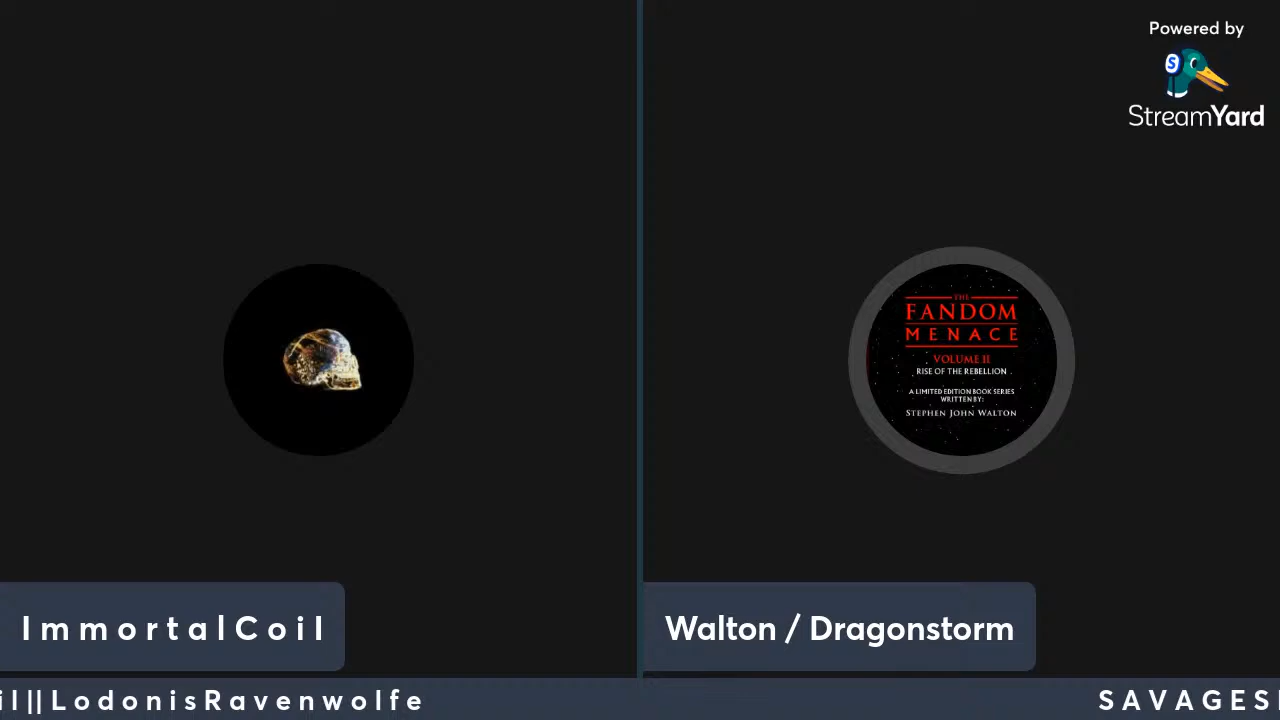 Powered by
S
StreamYard
THE
FANDOM
MENACE
VOLUME II
RISE OF THE REBELLION
A LIMITED EDITION BOOK SERIES
WRITTEN BY:
STEPHEN JOHN WALTON
I m m o r t a l C o i l
Walton / Dragonstorm
i l || L o d o n i s R a v e n w o l f e
S A V A G E S